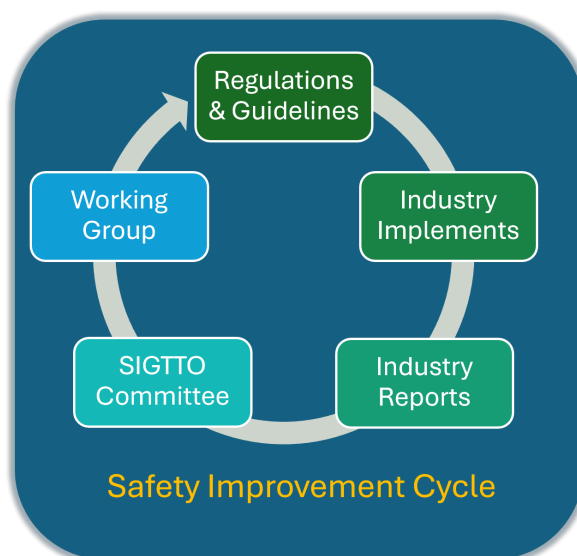 Regulations
& Guidelines
Industry
Implements
Industry
Reports
SIGTTO
Committee
Working
Group
Safety Improvement Cycle